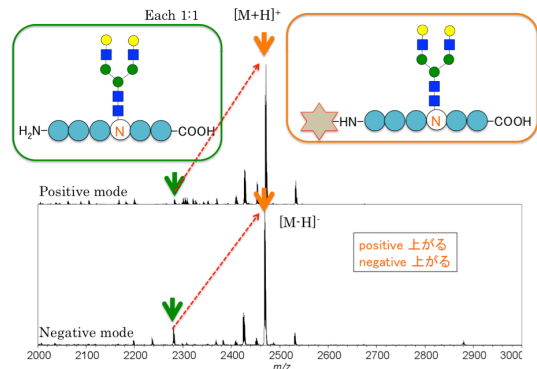 Each 1:1
[M+H]+
H2N-
N
-COOH
-HN-
N
-COOH
Positive mode
[M-H]-
positive 上がる
negative 上がる
Negative mode
2000 2100 2200 2300 2400 2500 2600 2700 2800 2900 3000
m/z